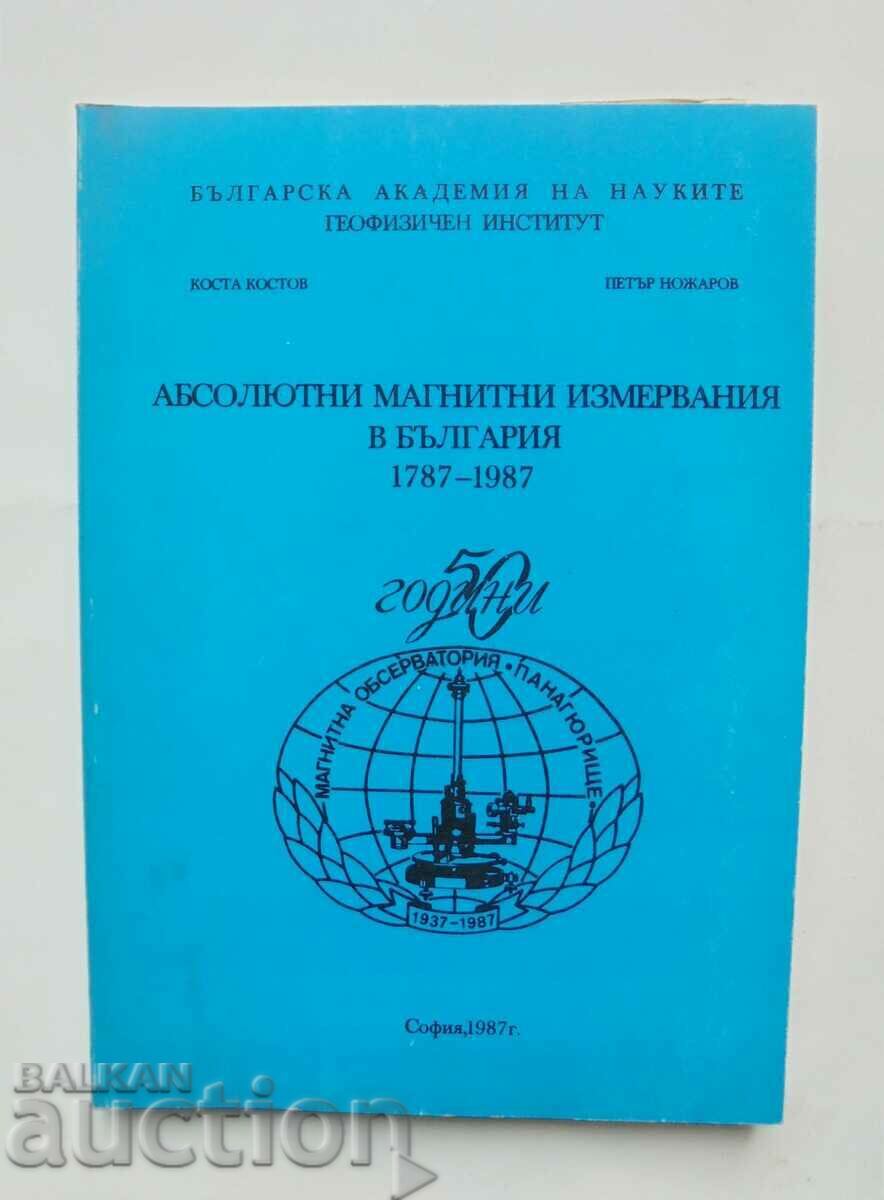 БЪЛГАРСКА АКАДЕМИЯ НА НАУКИТЕ
ГЕОФИЗИЧЕН ИНСТИТУТ
КОСТА КОСТОВ
ПЕТЪР НОЖАРОВ
АБСОЛЮТНИ МАГНИТНИ ИЗМЕРВАНИЯ
В БЪЛГАРИЯ
1787-1987
50
години
МАГНИТНА ОБСЕРВАТОРИЯ • ПАНАГЮРИЩЕ
1937-1987
София, 1987 г.
BALKAN
auction